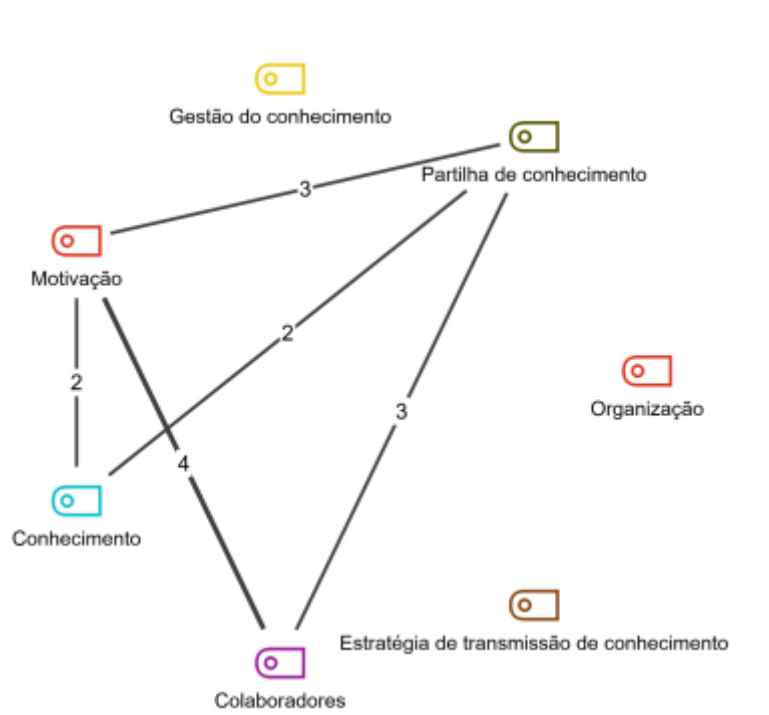 Gestão do conhecimento
Partilha de conhecimento
3
Motivação
2
2
Organização
3
4
Conhecimento
Estratégia de transmissão de conhecimento
Colaboradores